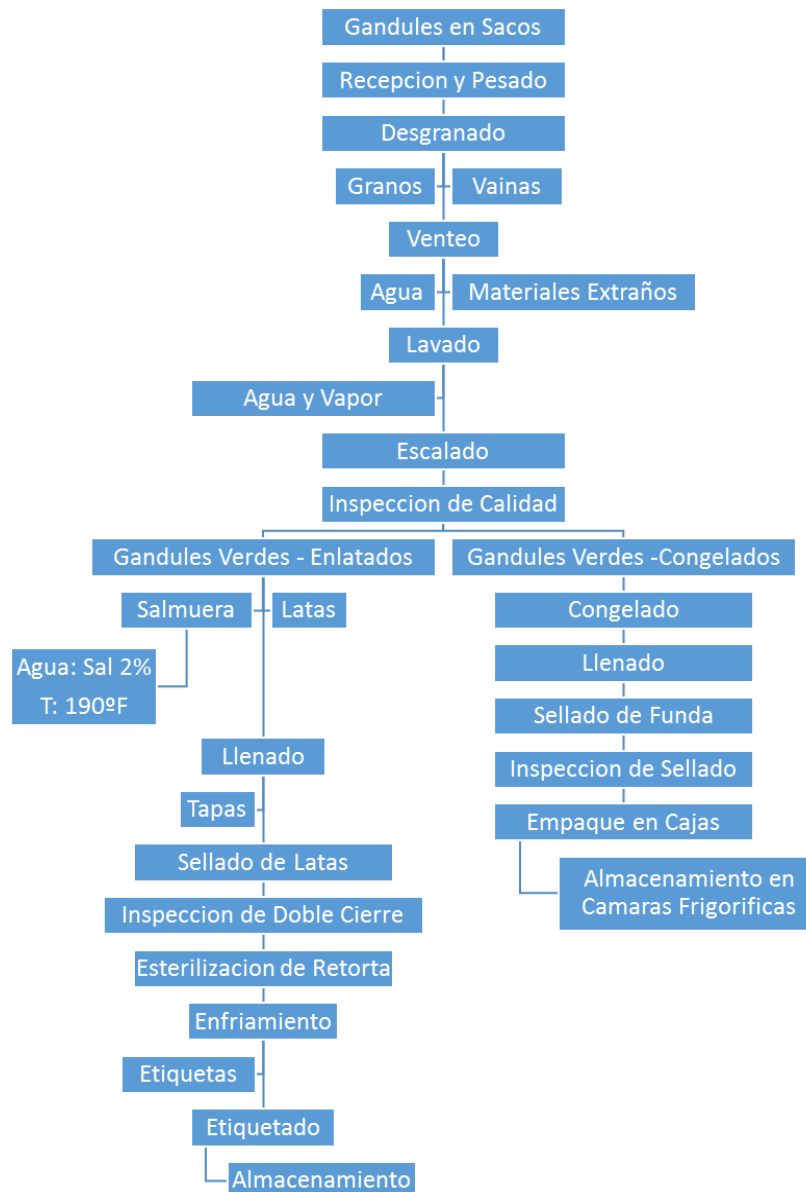 Gandules en Sacos
Recepcion y Pesado
Desgranado
Granos
Vainas
Venteo
Agua
Materiales Extraños
Lavado
Agua y Vapor
Escalado
Inspeccion de Calidad
Gandules Verdes - Enlatados
Salmuera
Latas
Agua: Sal 2%
T: 190ºF
Llenado
Tapas
Sellado de Latas
Inspeccion de Doble Cierre
Esterilizacion de Retorta
Enfriamiento
Etiquetas
Etiquetado
Almacenamiento
Gandules Verdes -Congelados
Congelado
Llenado
Sellado de Funda
Inspeccion de Sellado
Empaque en Cajas
Almacenamiento en
Camaras Frigorificas